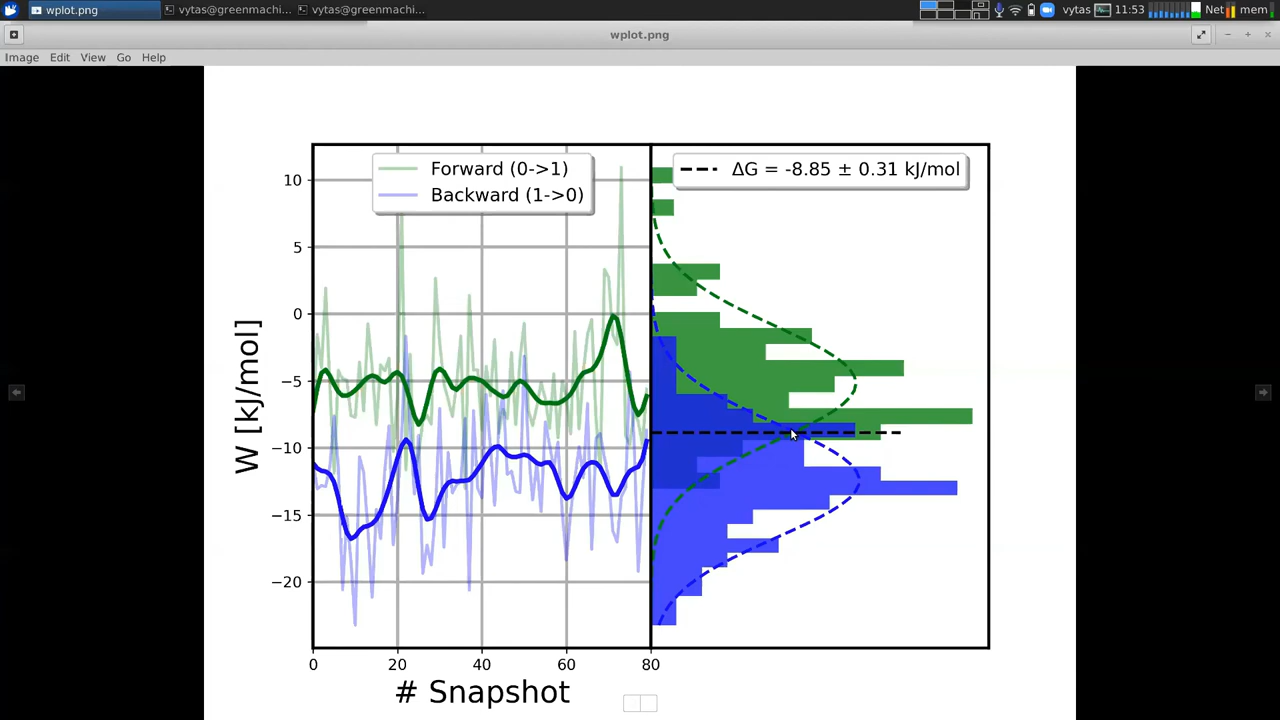 wplot.png
vytas@greenmachi...
vytas@greenmachi...
vytas
11:53
Net
mem
wplot.png
Image Edit View Go Help
Forward (0->1)
Backward (1->0)
ΔG = -8.85 ± 0.31 kJ/mol
10
5
0
−5
−10
−15
−20
W [kJ/mol]
0 20 40 60 80
# Snapshot